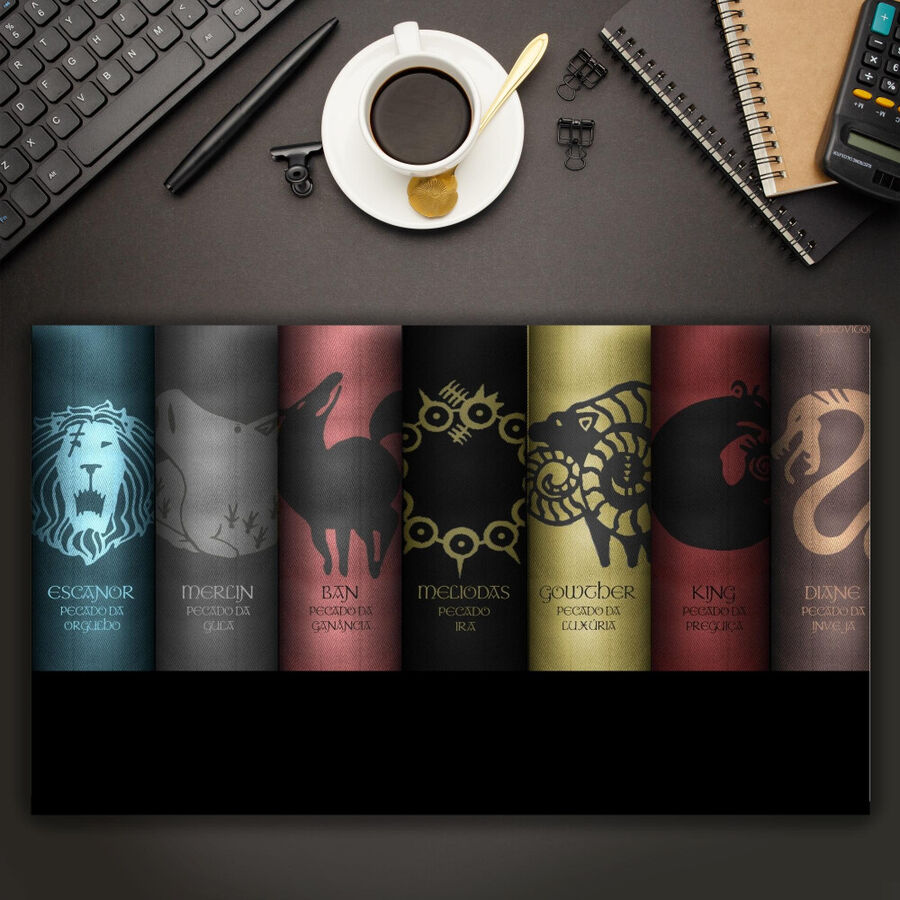 JOAOVITOR
ESCANOR
PECADO DA
ORGULHO
MERLIN
PECADO DA
GULA
BAN
PECADO DA
GANÂNCIA
MELIODAS
PECADO
IRA
GOWTHER
PECADO DA
LUXÚRIA
KING
PECADO DA
PREGUIÇA
DIANE
PECADO DA
INVEJA